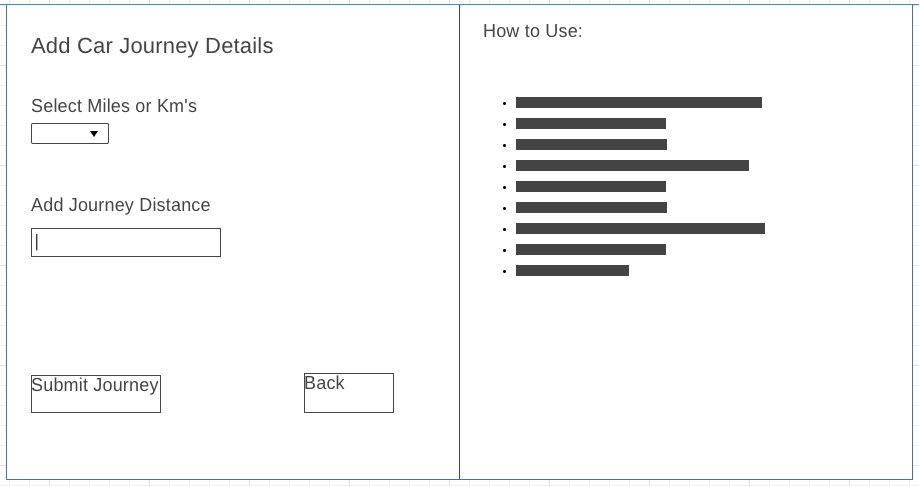 Add Car Journey Details
Select Miles or Km's
Add Journey Distance
Submit Journey
Back
How to Use: